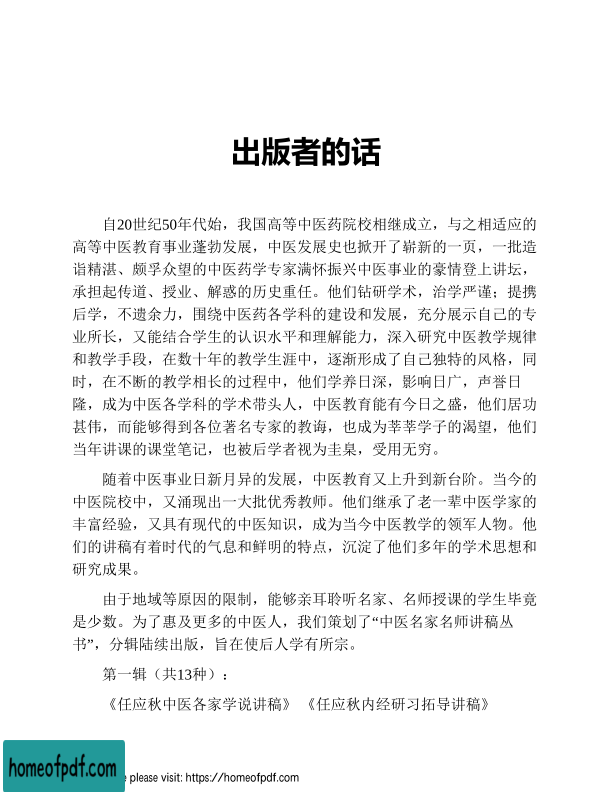 出版者的话
自20世纪50年代始，我国高等中医药院校相继成立，与之相适应的
高等中医教育事业蓬勃发展，中医发展史也掀开了崭新的一页，一批造
诣精湛、颇孚众望的中医药学专家满怀振兴中医事业的豪情登上讲坛，
承担起传道、授业、解惑的历史重任。他们钻研学术，治学严谨；提携
后学，不遗余力，围绕中医药各学科的建设和发展，充分展示自己的专
业所长，又能结合学生的认识水平和理解能力，深入研究中医教学规律
和教学手段，在数十年的教学生涯中，逐渐形成了自己独特的风格，同
时，在不断的教学相长的过程中，他们学养日深，影响日广，声誉日
隆，成为中医各学科的学术带头人，中医教育能有今日之盛，他们居功
甚伟，而能够得到各位著名专家的教诲，也成为莘莘学子的渴望，他们
当年讲课的课堂笔记，也被后学者视为圭臬，受用无穷。
随着中医事业日新月异的发展，中医教育又上升到新台阶。当今的
中医院校中，又涌现出一大批优秀教师。他们继承了老一辈中医学家的
丰富经验，又具有现代的中医知识，成为当今中医教学的领军人物。他
们的讲稿有着时代的气息和鲜明的特点，沉淀了他们多年的学术思想和
研究成果。
由于地域等原因的限制，能够亲耳聆听名家、名师授课的学生毕竟
是少数。为了惠及更多的中医人，我们策划了“中医名家名师讲稿丛
书”，分辑陆续出版，旨在使后人学有所宗。
第一辑（共13种）：
《任应秋中医各家学说讲稿》 《任应秋内经研习拓导讲稿》
homeofpdf.com
please visit: https://homeofpdf.com